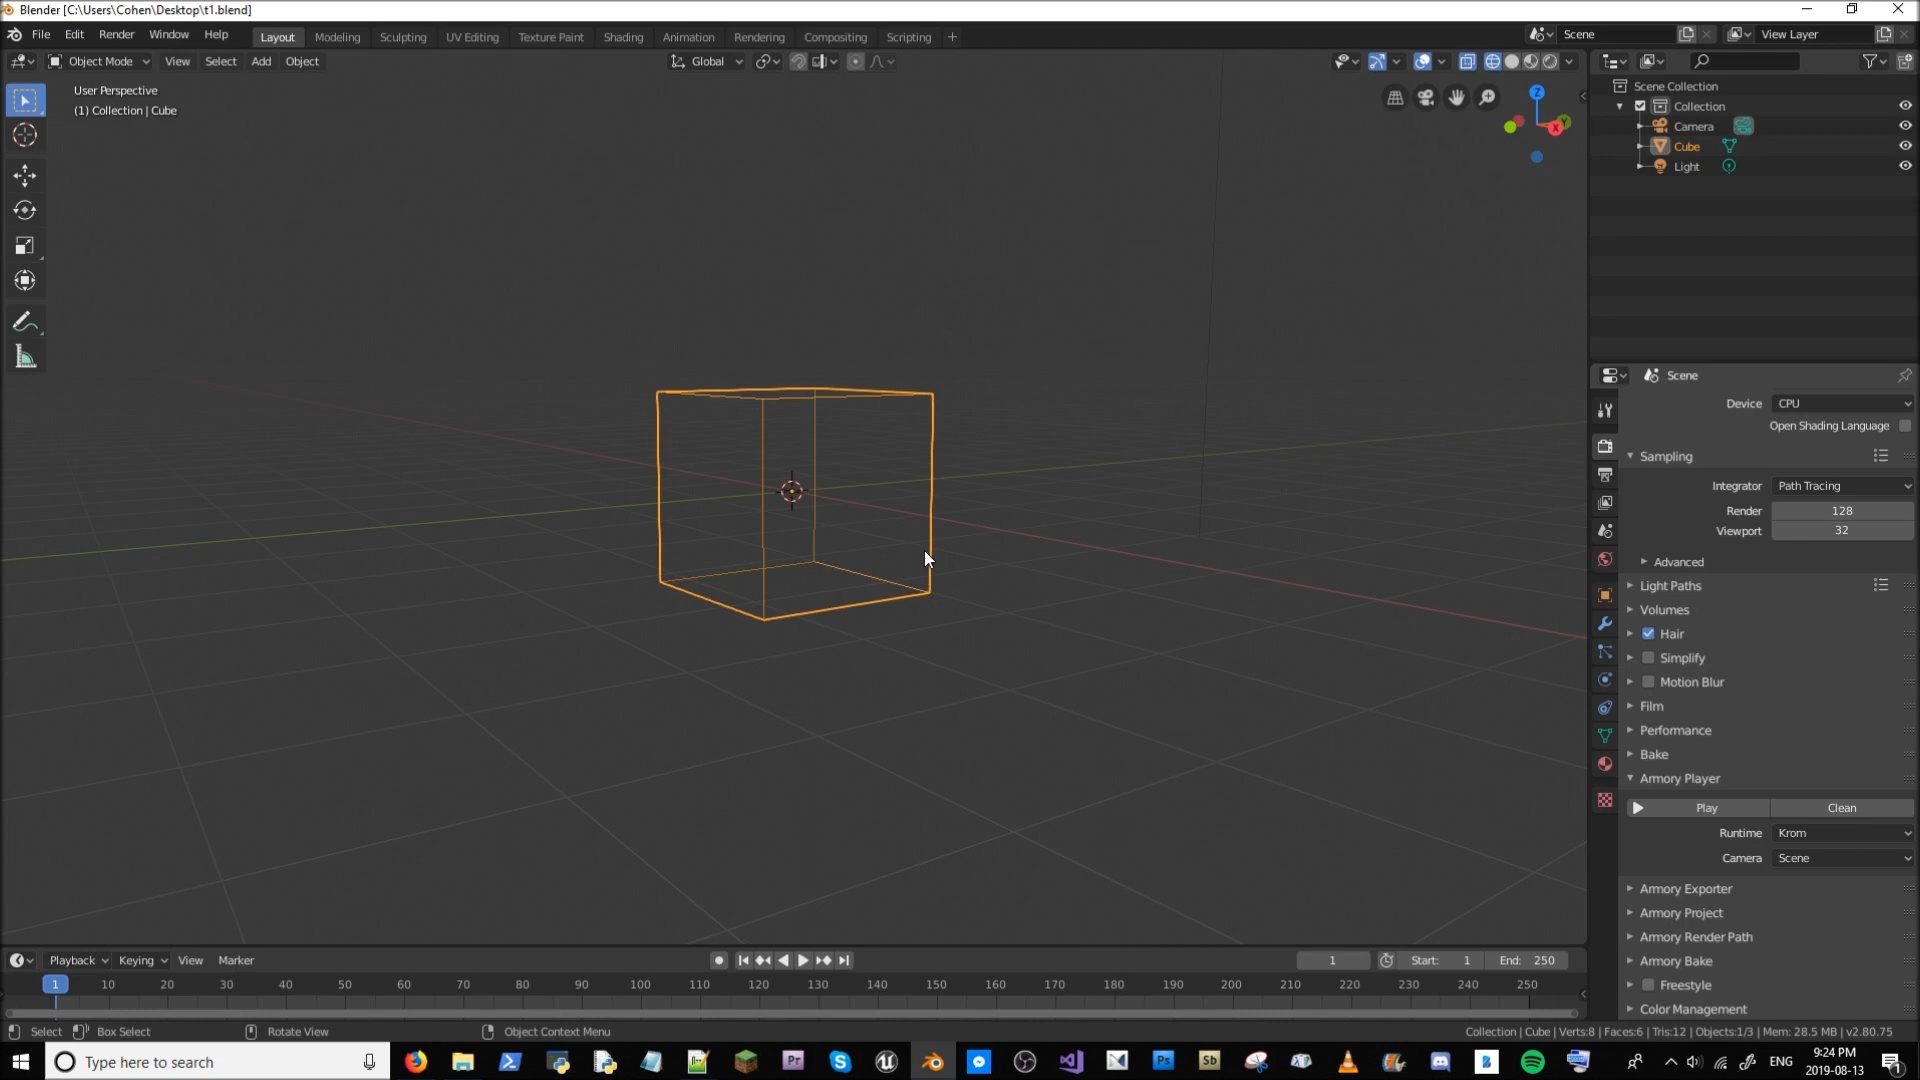 Blender [C:\Users\Cohen\Desktop\t1.blend]
File Edit Render Window Help
Layout Modeling Sculpting UV Editing Texture Paint Shading Animation Rendering Compositing Scripting +
Scene
View Layer
Object Mode View Select Add Object
Global
User Perspective
(1) Collection | Cube
Z
Y
X
Scene Collection
Collection
Camera
Cube
Light
Scene
Device CPU
Open Shading Language
Sampling
Integrator Path Tracing
Render 128
Viewport 32
Advanced
Light Paths
Volumes
Hair
Simplify
Motion Blur
Film
Performance
Bake
Armory Player
Play Clean
Runtime Krom
Camera Scene
Armory Exporter
Armory Project
Armory Render Path
Armory Bake
Freestyle
Color Management
Playback Keying View Marker
1 Start: 1 End: 250
1 10 20 30 40 50 60 70 80 90 100 110 120 130 140 150 160 170 180 190 200 210 220 230 240 250
Select Box Select Rotate View Object Context Menu
Collection | Cube | Verts:8 | Faces:6 | Tris:12 | Objects:1/3 | Mem: 28.5 MB | v2.80.75
Type here to search
Pr
Ps
Sb
ENG
9:24 PM
2019-08-13
1